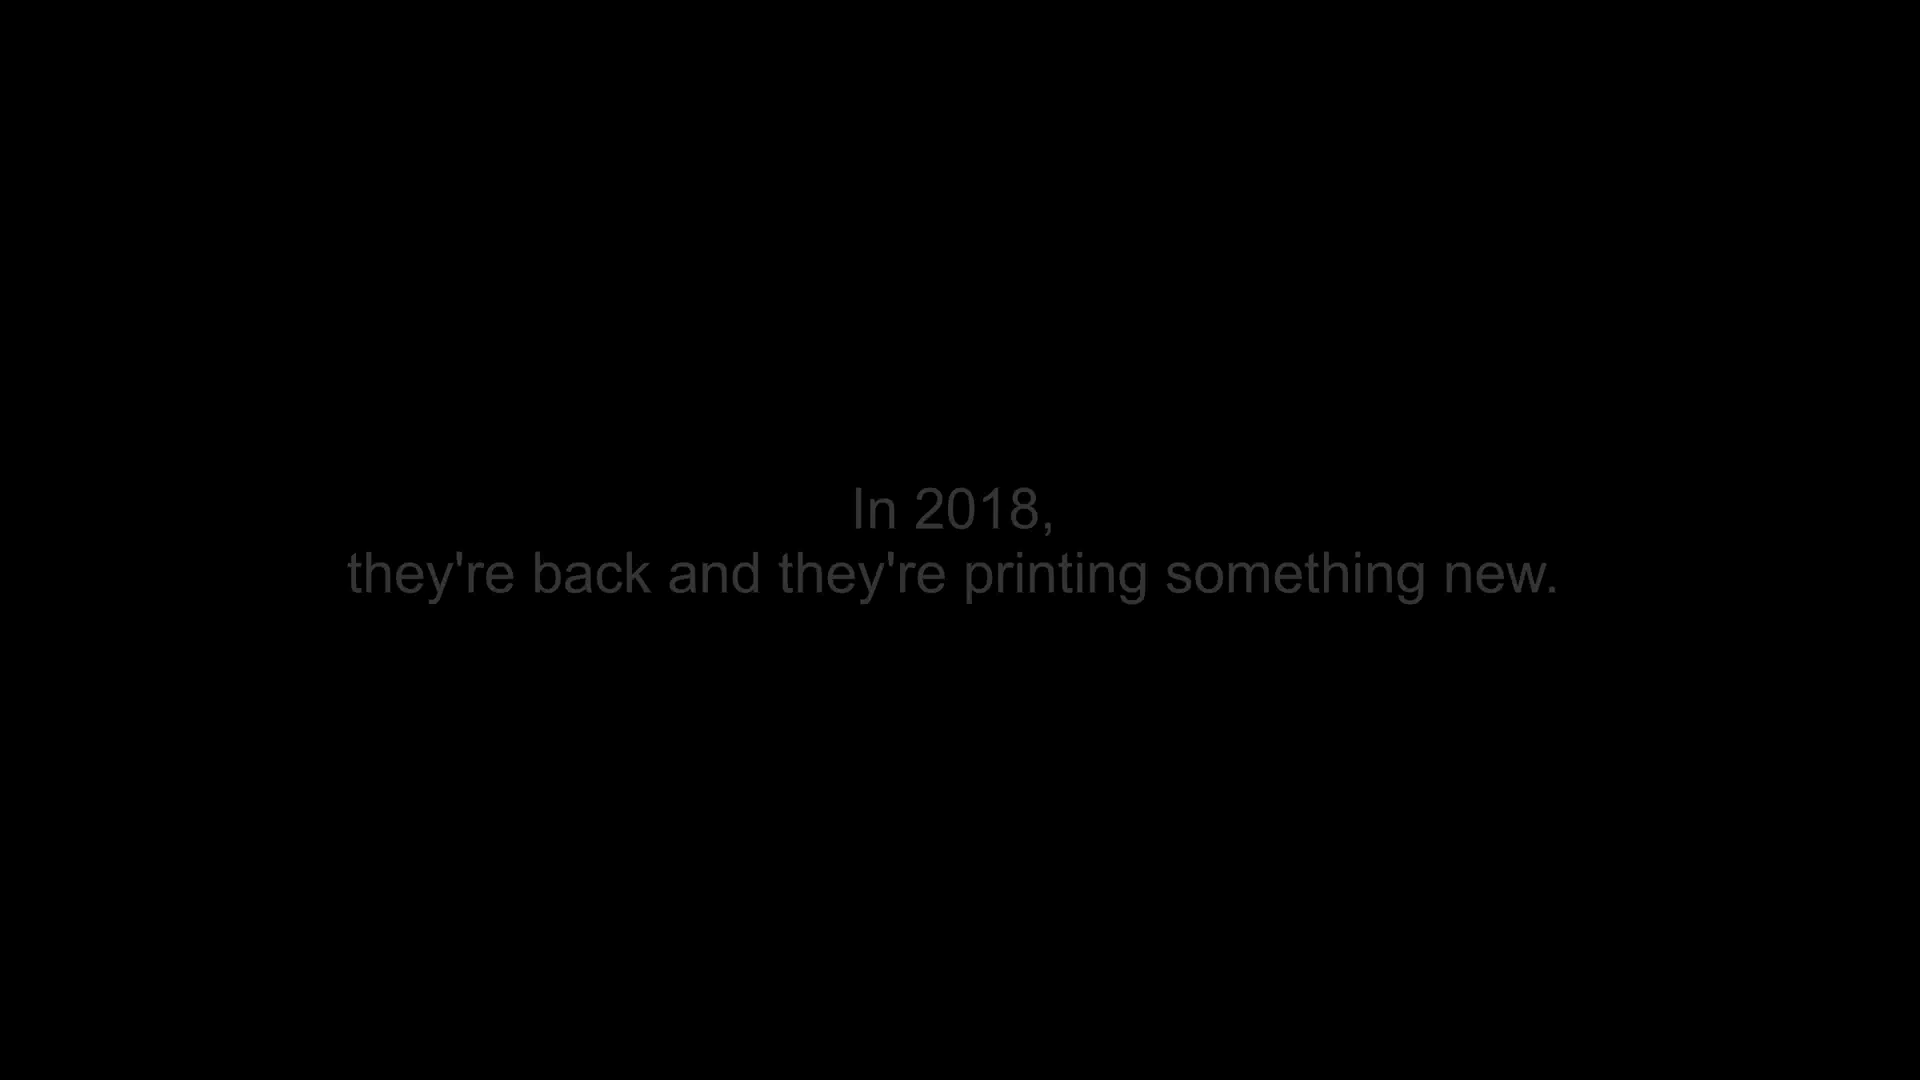 In 2018,
they're back and they're printing something new.